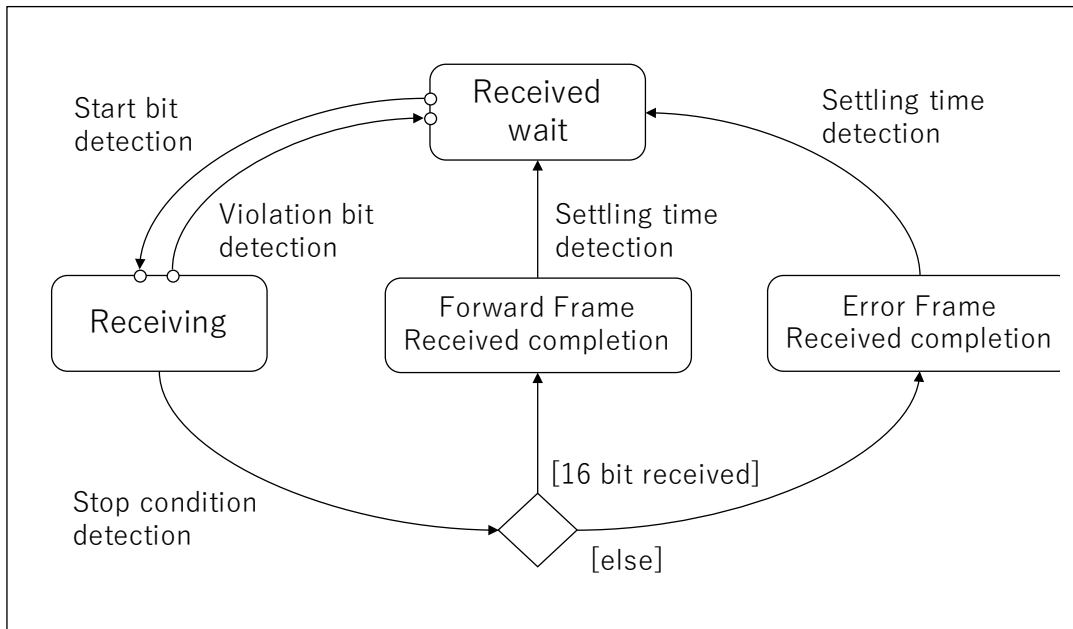 Received
wait
Start bit
detection
Settling time
detection
Violation bit
detection
Settling time
detection
Receiving
Forward Frame
Received completion
Error Frame
Received completion
[16 bit received]
Stop condition
detection
[else]